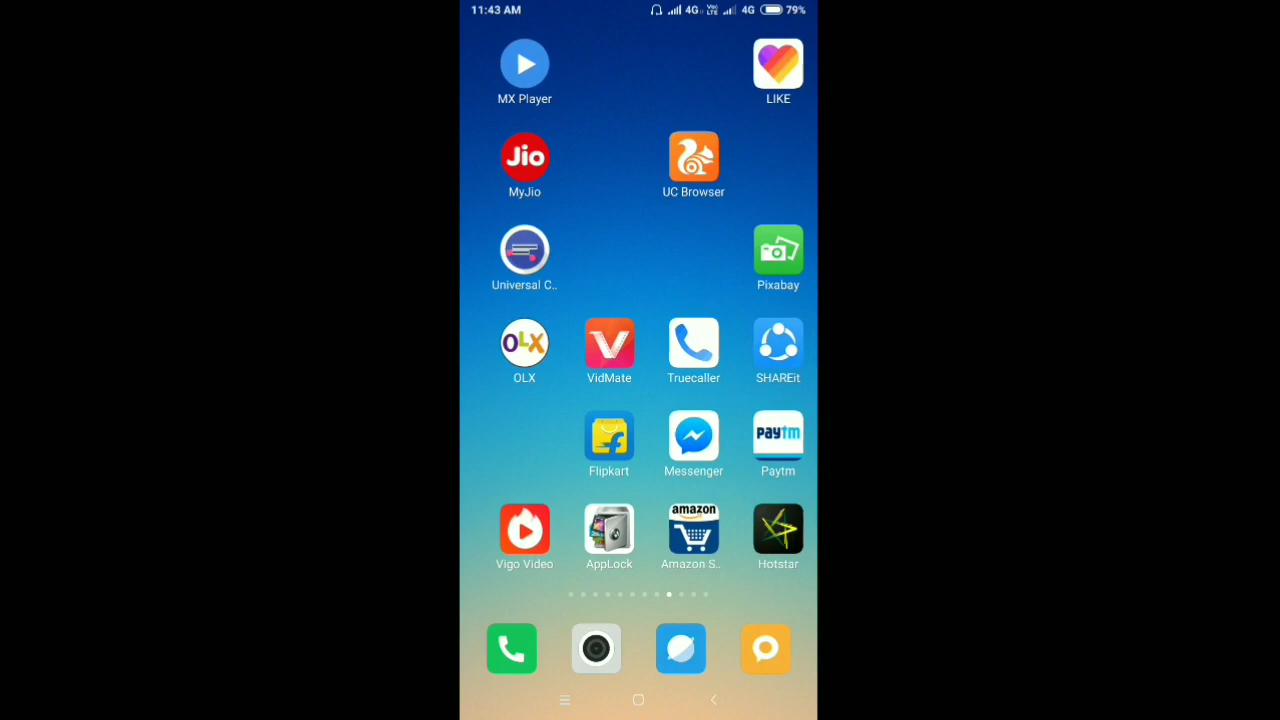 11:43 AM 4G VoLTE 4G 79%
MX Player LIKE
Jio
MyJio UC Browser
Universal C.. Pixabay
OLX
OLX VidMate Truecaller SHAREit
Paytm
Flipkart Messenger Paytm
amazon
Vigo Video AppLock Amazon S.. Hotstar